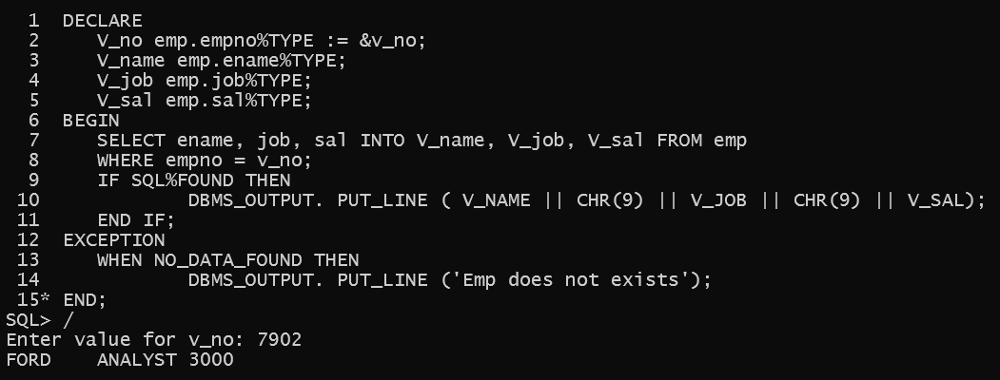 1 DECLARE
2 V_no emp.empno%TYPE := &v_no;
3 V_name emp.ename%TYPE;
4 V_job emp.job%TYPE;
5 V_sal emp.sal%TYPE;
6 BEGIN
7 SELECT ename, job, sal INTO V_name, V_job, V_sal FROM emp
8 WHERE empno = v_no;
9 IF SQL%FOUND THEN
10 DBMS_OUTPUT. PUT_LINE ( V_NAME || CHR(9) || V_JOB || CHR(9) || V_SAL);
11 END IF;
12 EXCEPTION
13 WHEN NO_DATA_FOUND THEN
14 DBMS_OUTPUT. PUT_LINE ('Emp does not exists');
15* END;
SQL> /
Enter value for v_no: 7902
FORD ANALYST 3000